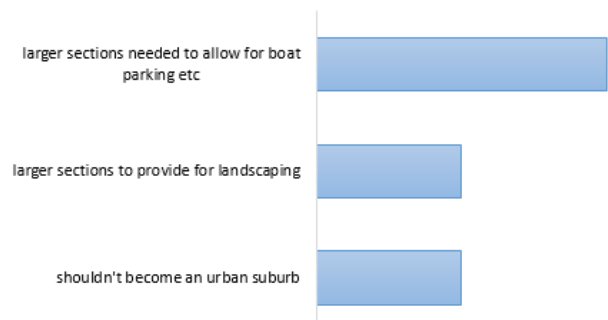 larger sections needed to allow for boat
parking etc
larger sections to provide for landscaping
shouldn't become an urban suburb